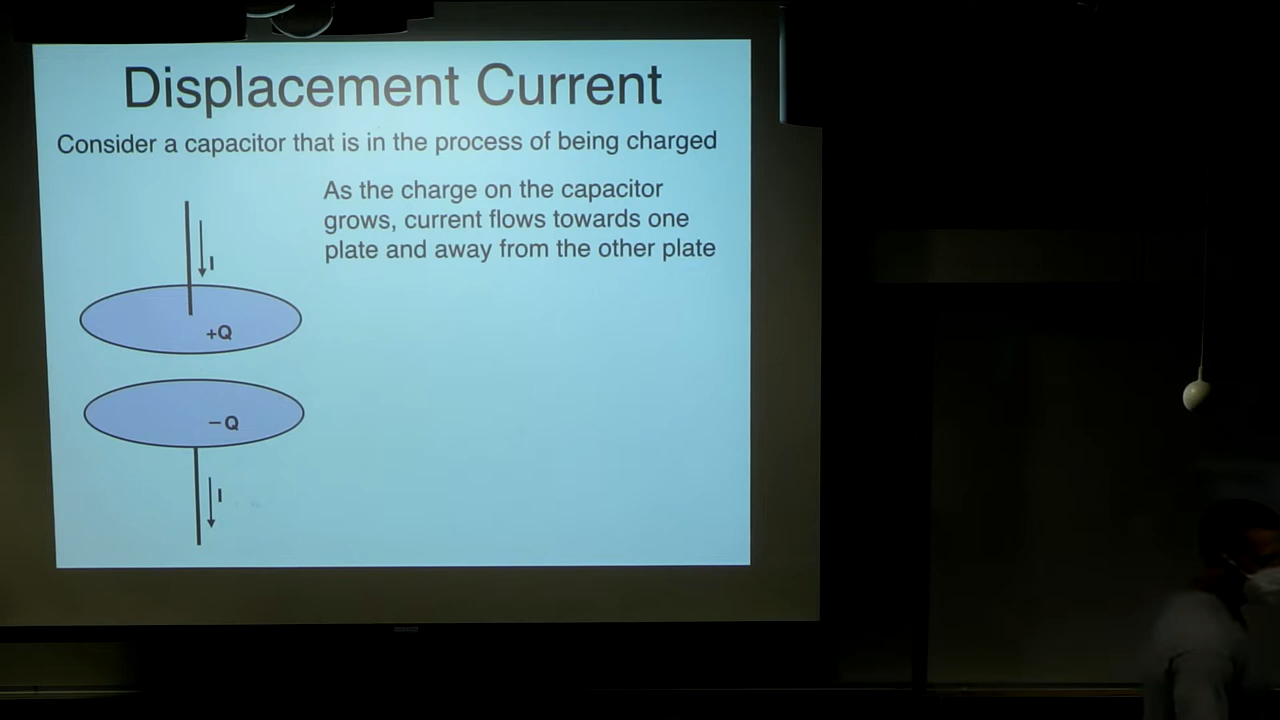 Displacement Current
Consider a capacitor that is in the process of being charged
As the charge on the capacitor
grows, current flows towards one
plate and away from the other plate
I
+Q
−Q
I